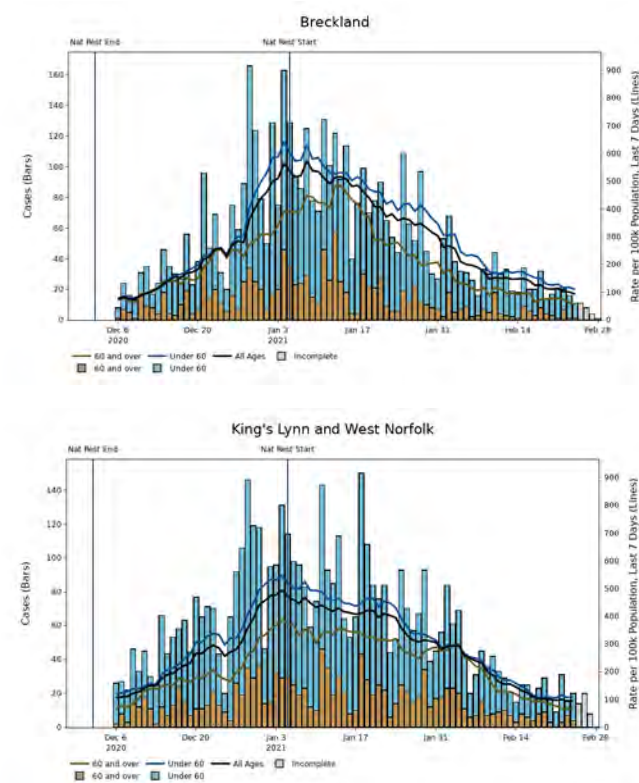 Breckland
Nat Rest End Nat Rest Start
Cases (Bars)
160
140
120
100
80
60
40
20
0
Rate per 100k Population, Last 7 Days (Lines)
900
800
700
600
500
400
300
200
100
0
Dec 6 Dec 20 Jan 3 Jan 17 Jan 31 Feb 14 Feb 28
2020 2021
60 and over Under 60 All Ages Incomplete
60 and over Under 60
King's Lynn and West Norfolk
Nat Rest End Nat Rest Start
Cases (Bars)
140
120
100
80
60
40
20
0
Rate per 100k Population, Last 7 Days (Lines)
900
800
700
600
500
400
300
200
100
0
Dec 6 Dec 20 Jan 3 Jan 17 Jan 31 Feb 14 Feb 28
2020 2021
60 and over Under 60 All Ages Incomplete
60 and over Under 60